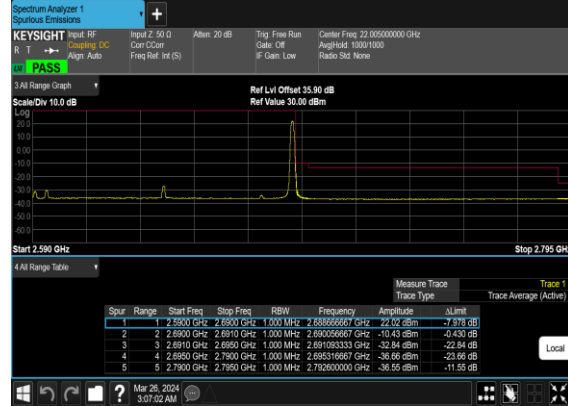 Spectrum Analyzer 1
Spurious Emissions
+
KEYSIGHT Input: RF Input Z: 50 Ω Atten: 20 dB Trig: Free Run Center Freq: 22.005000000 GHz
R T Coupling: DC Corr CCorr Gate: Off Avg|Hold: 1000/1000
Align: Auto Freq Ref: Int (S) IF Gain: Low Radio Std: None
PASS
3 All Range Graph
Ref Lvl Offset 35.90 dB
Scale/Div 10.0 dB Ref Value 30.00 dBm
Log
20.0
10.0
0.00
-10.0
-20.0
-30.0
-40.0
-50.0
-60.0
Start 2.590 GHz Stop 2.795 GH
4 All Range Table
Measure Trace Trace 1
Trace Type Trace Average (Active)
Spur Range Start Freq Stop Freq RBW Frequency Amplitude ΔLimit
1 1 2.5900 GHz 2.6900 GHz 1.000 MHz 2.688666667 GHz 22.02 dBm -7.978 dB
2 2 2.6900 GHz 2.6910 GHz 1.000 MHz 2.690056667 GHz -10.43 dBm -0.430 dB
3 3 2.6910 GHz 2.6950 GHz 1.000 MHz 2.691093333 GHz -32.84 dBm -22.84 dB
4 4 2.6950 GHz 2.7900 GHz 1.000 MHz 2.695316667 GHz -36.66 dBm -23.66 dB
5 5 2.7900 GHz 2.7950 GHz 1.000 MHz 2.792600000 GHz -36.55 dBm -11.55 dB
Local
?
Mar 26, 2024
3:07:02 AM